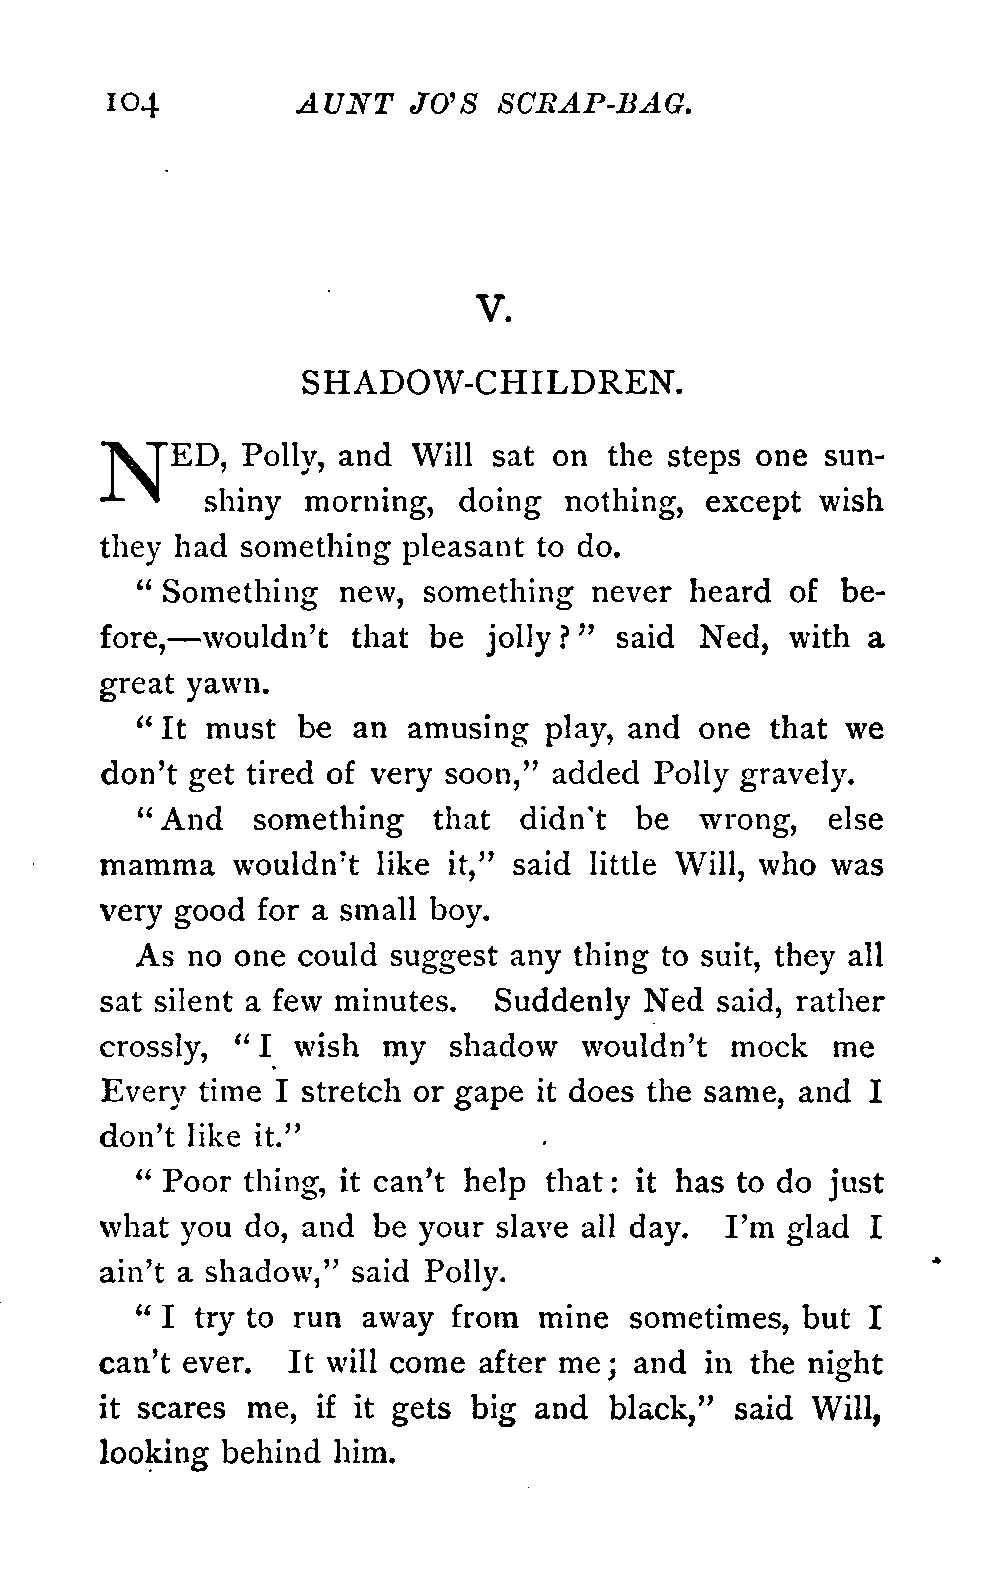 104 AUNT JO'S SCRAP-BAG.
V.
SHADOW-CHILDREN.
NED, Polly, and Will sat on the steps one sun-
shiny morning, doing nothing, except wish
they had something pleasant to do.
" Something new, something never heard of be-
fore,—wouldn't that be jolly?" said Ned, with a
great yawn.
"It must be an amusing play, and one that we
don't get tired of very soon," added Polly gravely.
"And something that didn't be wrong, else
mamma wouldn't like it," said little Will, who was
very good for a small boy.
As no one could suggest any thing to suit, they all
sat silent a few minutes. Suddenly Ned said, rather
crossly, "I wish my shadow wouldn't mock me
Every time I stretch or gape it does the same, and I
don't like it."
" Poor thing, it can't help that: it has to do just
what you do, and be your slave all day. I'm glad I
ain't a shadow," said Polly.
"I try to run away from mine sometimes, but I
can't ever. It will come after me; and in the night
it scares me, if it gets big and black," said Will,
looking behind him.